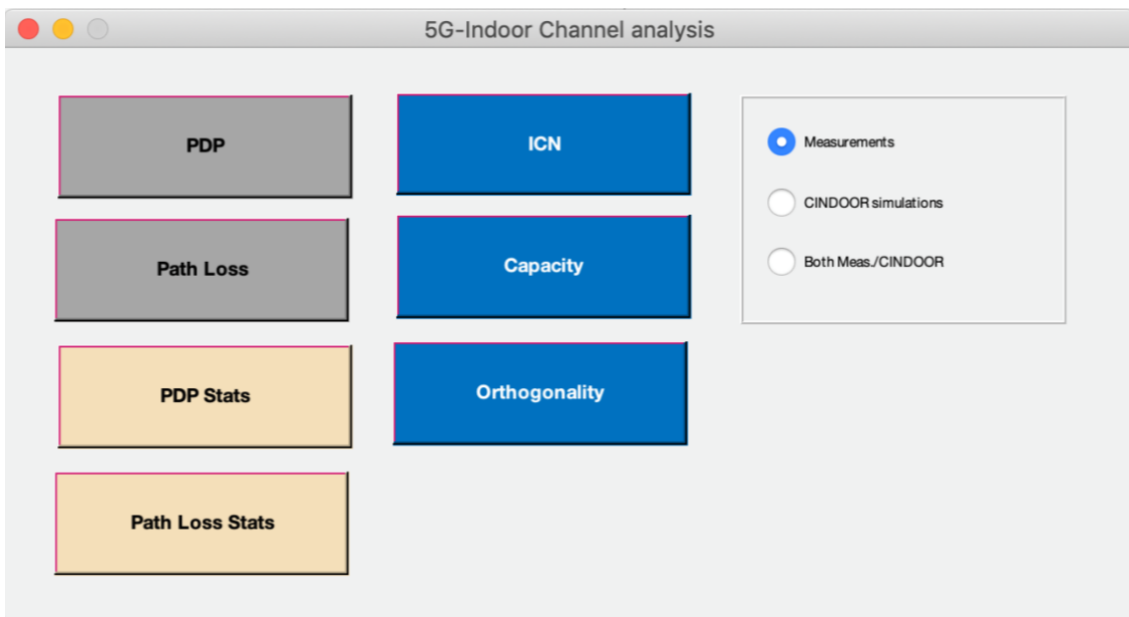 5G-Indoor Channel analysis
PDP
Path Loss
PDP Stats
Path Loss Stats
ICN
Capacity
Orthogonality
Measurements
CINDOOR simulations
Both Meas./CINDOOR